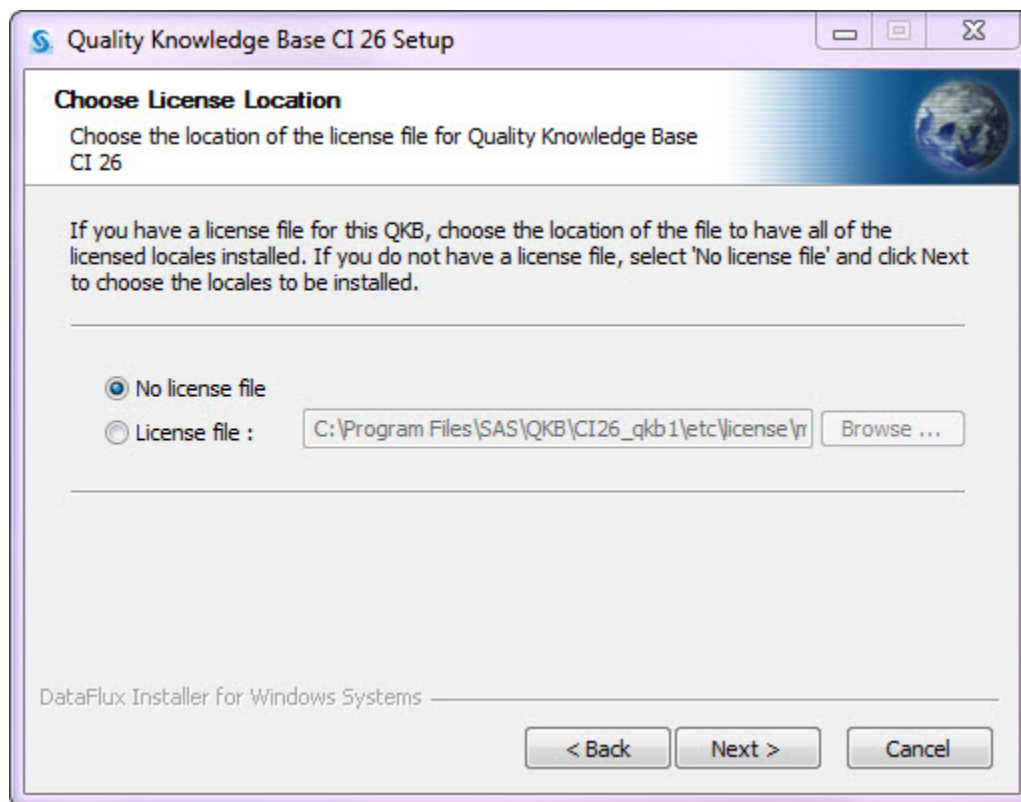 Quality Knowledge Base CI 26 Setup
Choose License Location
Choose the location of the license file for Quality Knowledge Base
CI 26
If you have a license file for this QKB, choose the location of the file to have all of the
licensed locales installed. If you do not have a license file, select 'No license file' and click Next
to choose the locales to be installed.
No license file
License file : C:\Program Files\SAS\QKB\CI26_qkb1\etc\license\ Browse ...
DataFlux Installer for Windows Systems
< Back Next > Cancel